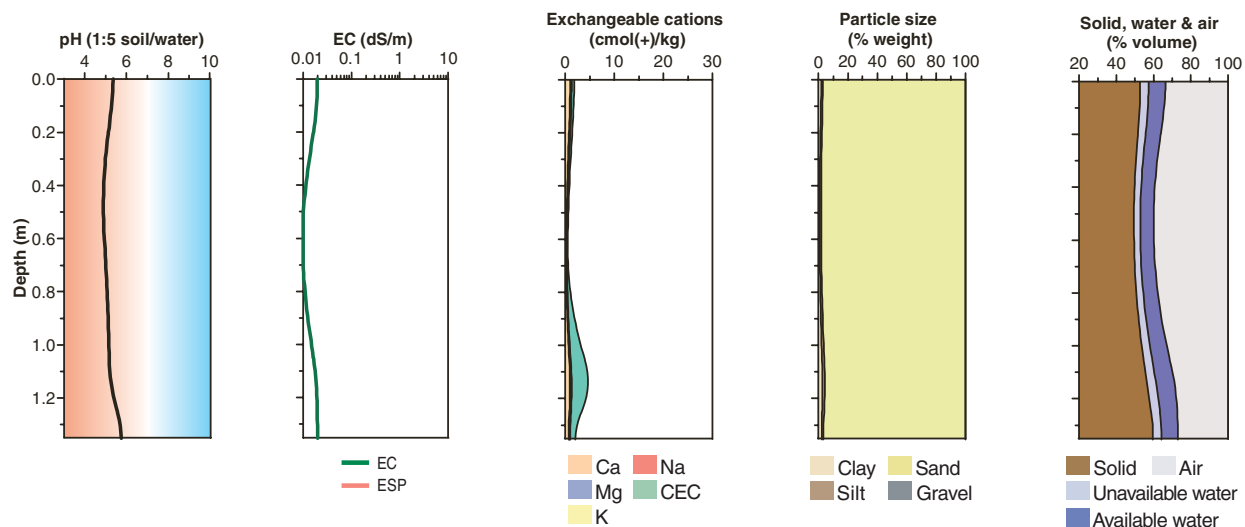 pH (1:5 soil/water)
4 6 8 10
EC (dS/m)
0.01 0.1 1 10
Exchangeable cations
(cmol(+)/kg)
0 10 20 30
Particle size
(% weight)
0 20 40 60 80 100
Solid, water & air
(% volume)
20 40 60 80 100
Depth (m)
0.0
0.2
0.4
0.6
0.8
1.0
1.2
EC
ESP
Ca Na
Mg CEC
K
Clay Sand
Silt Gravel
Solid Air
Unavailable water
Available water